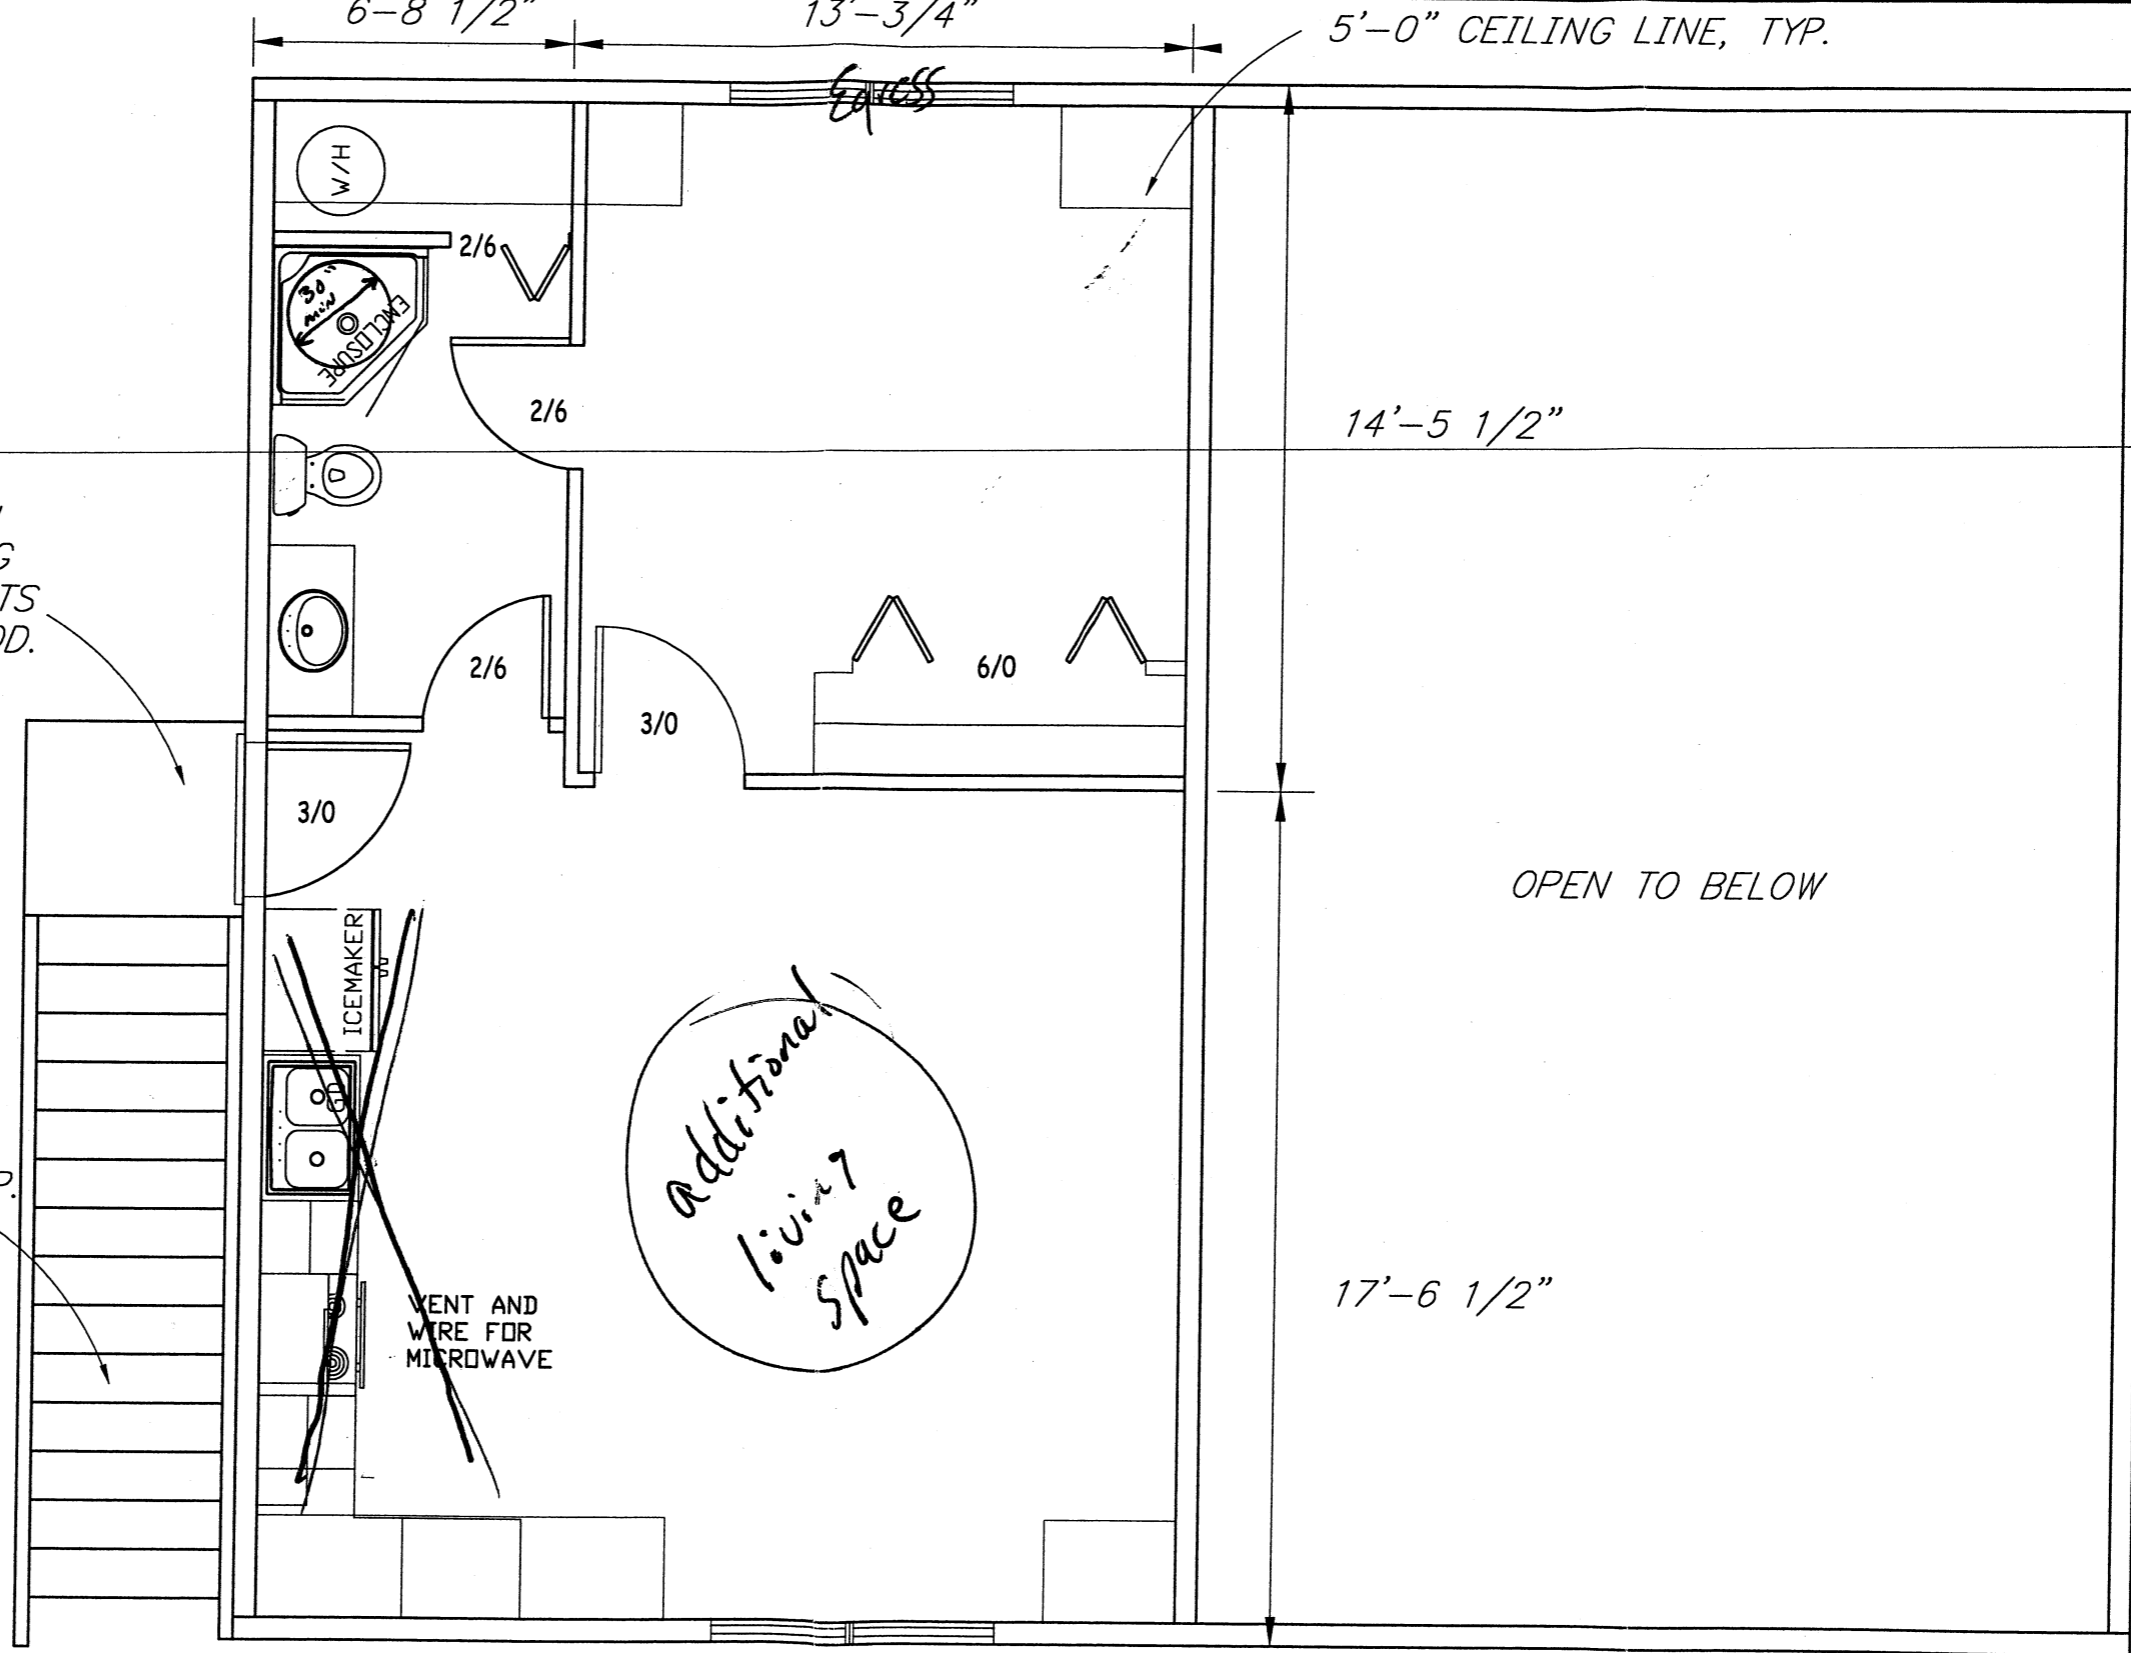 6-8 1/2"
13'-3/4"
5'-0" CEILING LINE, TYP.
Egress
W/H
2/6
30"
min
ENCLOSURE
2/6
14'-5 1/2"
G
TS
OD.
2/6
3/0
6/0
3/0
OPEN TO BELOW
ICEMAKER
GD
additional
living
space
P.
VENT AND
WIRE FOR
MICROWAVE
17'-6 1/2"